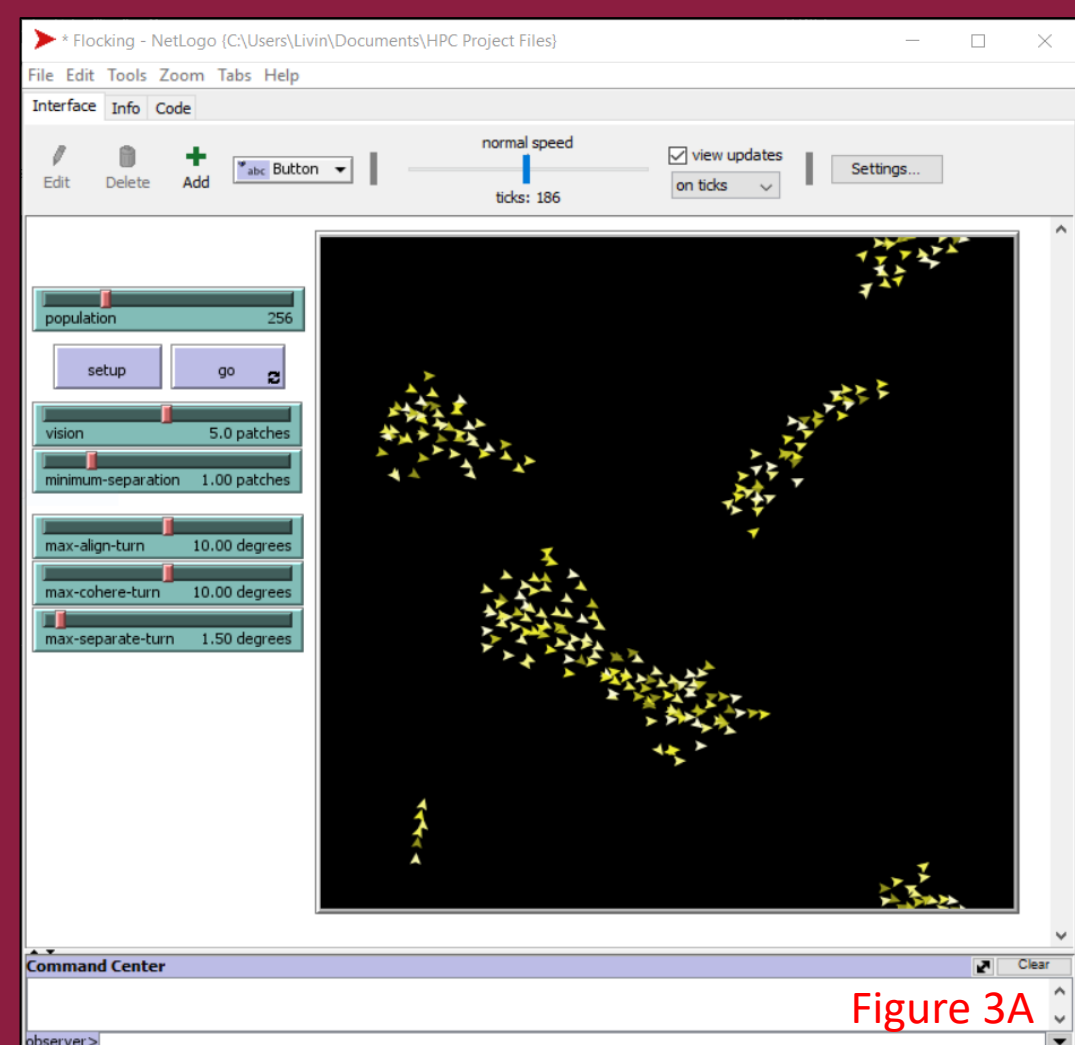 * Flocking - NetLogo {C:\Users\Livin\Documents\HPC Project Files}
File Edit Tools Zoom Tabs Help
Interface Info Code
Edit Delete Add abc Button normal speed view updates Settings...
on ticks
ticks: 186
population 256
setup go
vision 5.0 patches
minimum-separation 1.00 patches
max-align-turn 10.00 degrees
max-cohere-turn 10.00 degrees
max-separate-turn 1.50 degrees
Command Center Clear
Figure 3A
observer>